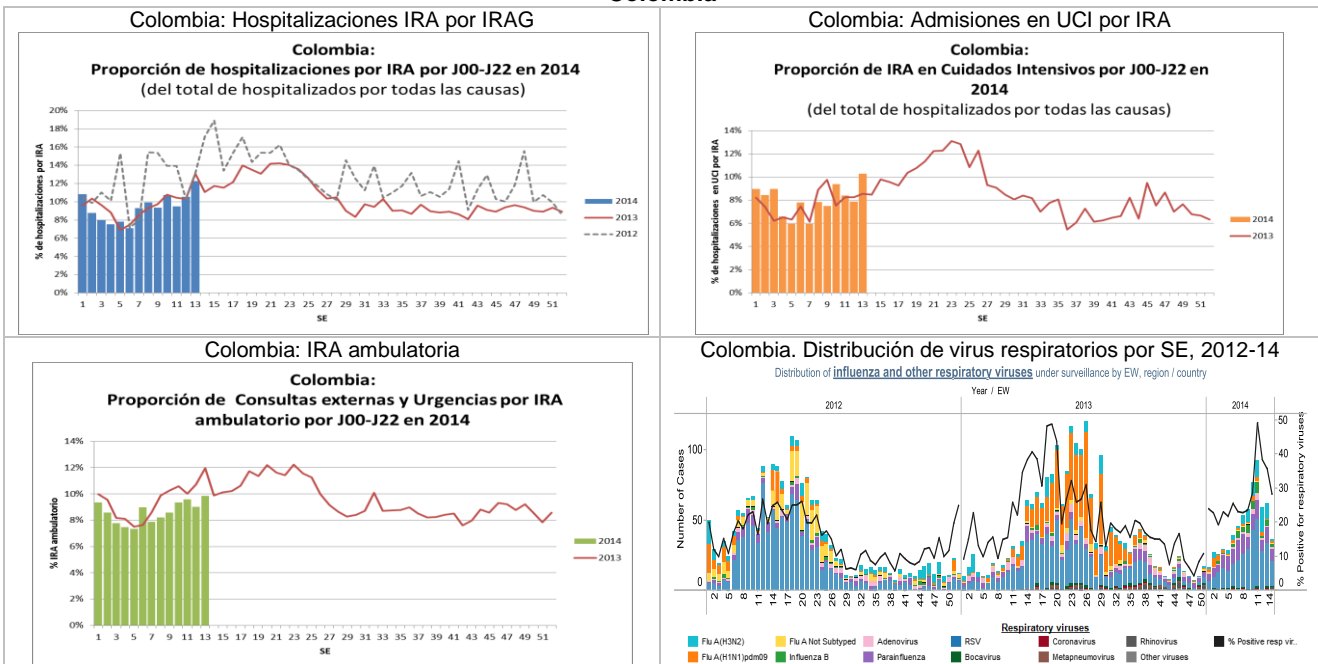 Colombia
Colombia: Hospitalizaciones IRA por IRAG
Colombia:
Proporción de hospitalizaciones por IRA por J00-J22 en 2014
(del total de hospitalizados por todas las causas)
% de hospitalizaciones por IRA
20%
18%
16%
14%
12%
10%
8%
6%
4%
2%
0%
1 3 5 7 9 11 13 15 17 19 21 23 25 27 29 31 33 35 37 39 41 43 45 47 49 51
SE
2014
2013
2012
Colombia: Admisiones en UCI por IRA
Colombia:
Proporción de IRA en Cuidados Intensivos por J00-J22 en
2014
(del total de hospitalizados por todas las causas)
% de hospitalizaciones en UCI por IRA
14%
12%
10%
8%
6%
4%
2%
0%
1 3 5 7 9 11 13 15 17 19 21 23 25 27 29 31 33 35 37 39 41 43 45 47 49 51
SE
2014
2013
Colombia: IRA ambulatoria
Colombia:
Proporción de Consultas externas y Urgencias por IRA
ambulatorio por J00-J22 en 2014
% IRA ambulatorio
14%
12%
10%
8%
6%
4%
2%
0%
1 3 5 7 9 11 13 15 17 19 21 23 25 27 29 31 33 35 37 39 41 43 45 47 49 51
SE
2014
2013
Colombia. Distribución de virus respiratorios por SE, 2012-14
Distribution of influenza and other respiratory viruses under surveillance by EW, region / country
Year / EW
2012 2013 2014
Number of Cases
100
50
0
% Positive for respiratory viruses
50
40
30
20
10
0
2 5 8 11 14 17 20 23 26 29 32 35 38 41 44 47 50 2 5 8 11 14 17 20 23 26 29 32 35 38 41 44 47 50 2 5 8 11 14
Respiratory viruses
Flu A(H3N2) Flu A Not Subtyped Adenovirus RSV Coronavirus Rhinovirus % Positive resp vir..
Flu A(H1N1)pdm09 Influenza B Parainfluenza Bocavirus Metapneumovirus Other viruses